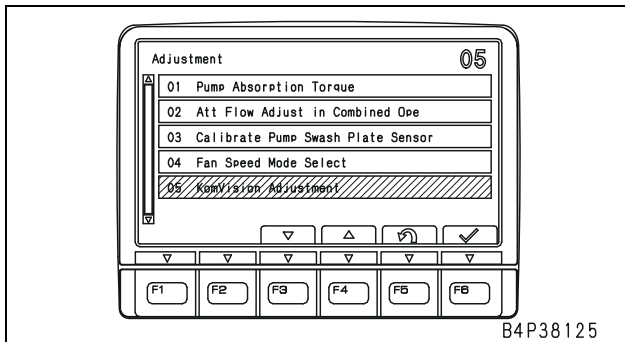 Adjustment 05
01 Pump Absorption Torque
02 Att Flow Adjust in Combined Ope
03 Calibrate Pump Swash Plate Sensor
04 Fan Speed Mode Select
05 KomVision Adjustment
F1 F2 F3 F4 F5 F6
B4P38125